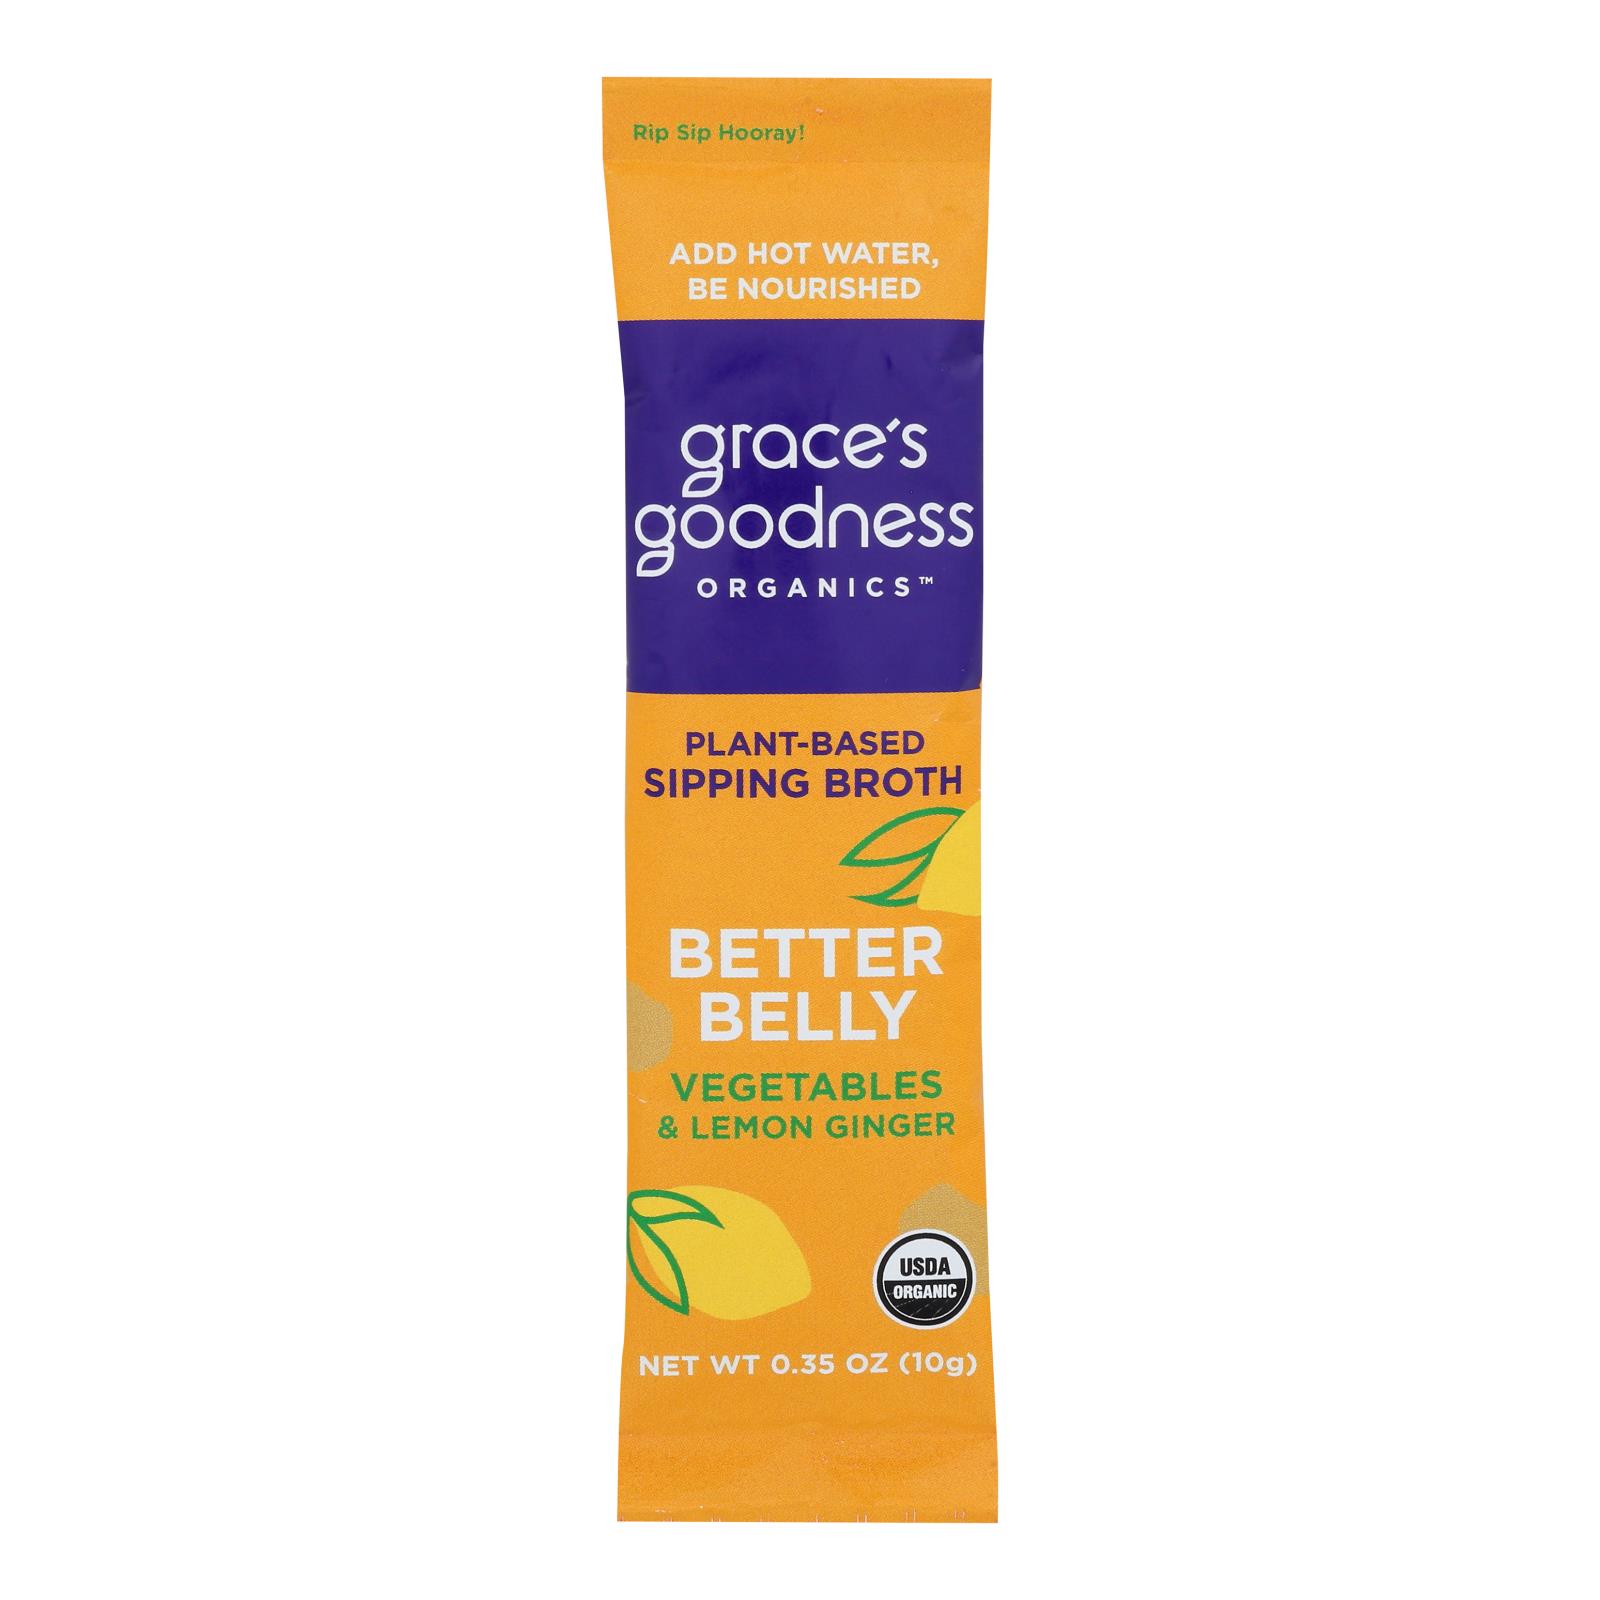 Rip Sip Hooray!
ADD HOT WATER,
BE NOURISHED
grace's
goodness
ORGANICS™
PLANT-BASED
SIPPING BROTH
BETTER
BELLY
VEGETABLES
& LEMON GINGER
USDA
ORGANIC
NET WT 0.35 OZ (10g)